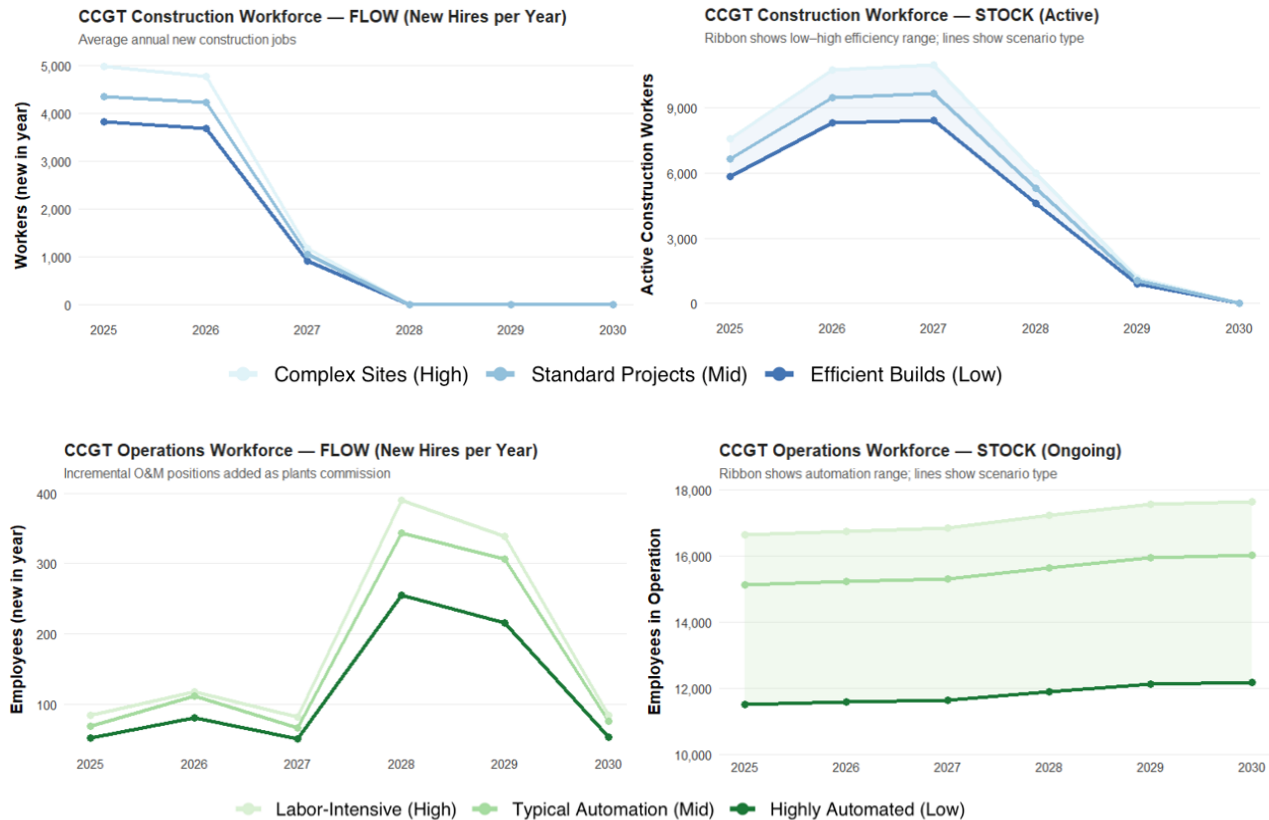 CCGT Construction Workforce — FLOW (New Hires per Year)
Average annual new construction jobs
Workers (new in year)
5,000
4,000
3,000
2,000
1,000
0
2025 2026 2027 2028 2029 2030
CCGT Construction Workforce — STOCK (Active)
Ribbon shows low–high efficiency range; lines show scenario type
Active Construction Workers
9,000
6,000
3,000
0
2025 2026 2027 2028 2029 2030
Complex Sites (High) Standard Projects (Mid) Efficient Builds (Low)
CCGT Operations Workforce — FLOW (New Hires per Year)
Incremental O&M positions added as plants commission
Employees (new in year)
400
300
200
100
2025 2026 2027 2028 2029 2030
CCGT Operations Workforce — STOCK (Ongoing)
Ribbon shows automation range; lines show scenario type
Employees in Operation
18,000
16,000
14,000
12,000
10,000
2025 2026 2027 2028 2029 2030
Labor-Intensive (High) Typical Automation (Mid) Highly Automated (Low)